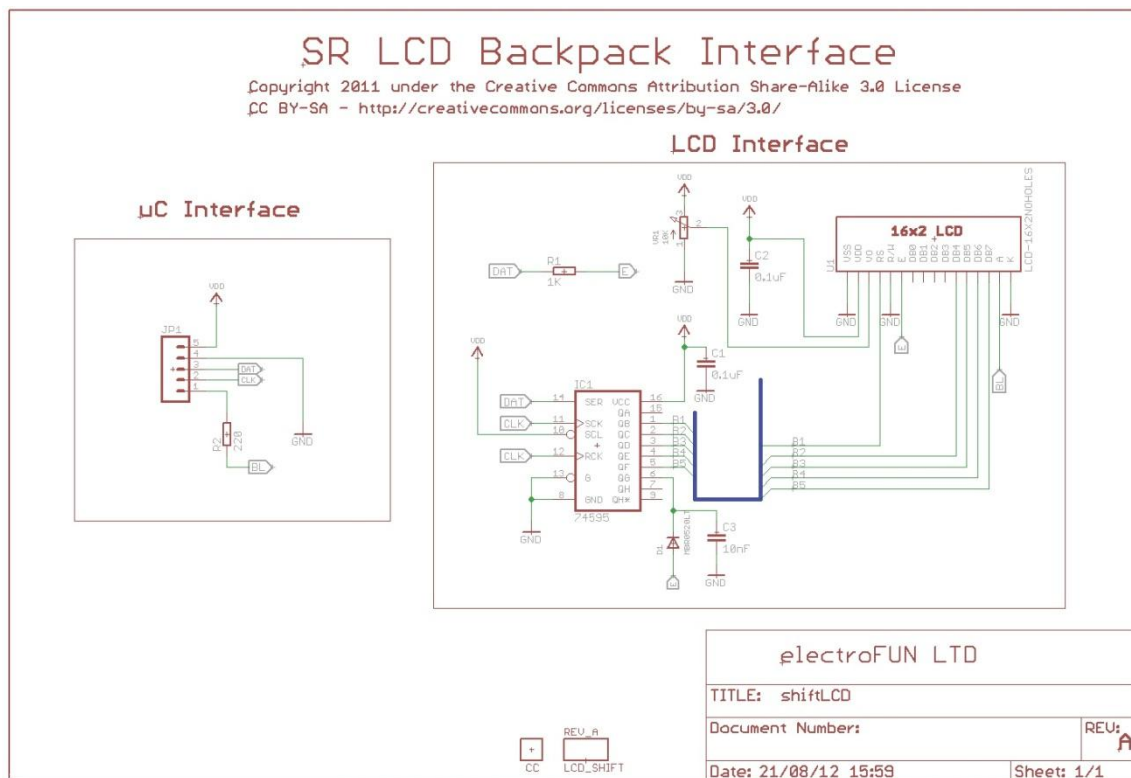 SR LCD Backpack Interface
Copyright 2011 under the Creative Commons Attribution Share-Alike 3.0 License
CC BY-SA - http://creativecommons.org/licenses/by-sa/3.0/
LCD Interface
µC Interface
VDD
JP1
5
4
3
2
1
DAT
CLK
R2
220
BL
GND
DAT
R1
1K
E
VDD
VR1
10K
3
2
1
GND
VDD
C2
0.1uF
GND
16x2 LCD
LCD-16X2NOHOLES
U1
VSS
VDD
VO
RS
R/W
E
DB0
DB1
DB2
DB3
DB4
DB5
DB6
DB7
A
K
GND
GND
GND
E
BL
VDD
VDD
C1
0.1uF
GND
IC1
DAT 14 SER VCC 16
QA 15
CLK 11 SCK QB 1 B1
10 SCL QC 2 B2
QD 3 B3
CLK 12 RCK QE 4 B4
QF 5 B5
13 G QG 6
QH 7
8 GND QH* 9
74595
GND
B1
B2
B3
B4
B5
D1
MBR0520LT
E
C3
10nF
GND
electroFUN LTD
TITLE: shiftLCD
Document Number:
REV:
A
Date: 21/08/12 15:59
Sheet: 1/1
CC
REV_A
LCD_SHIFT